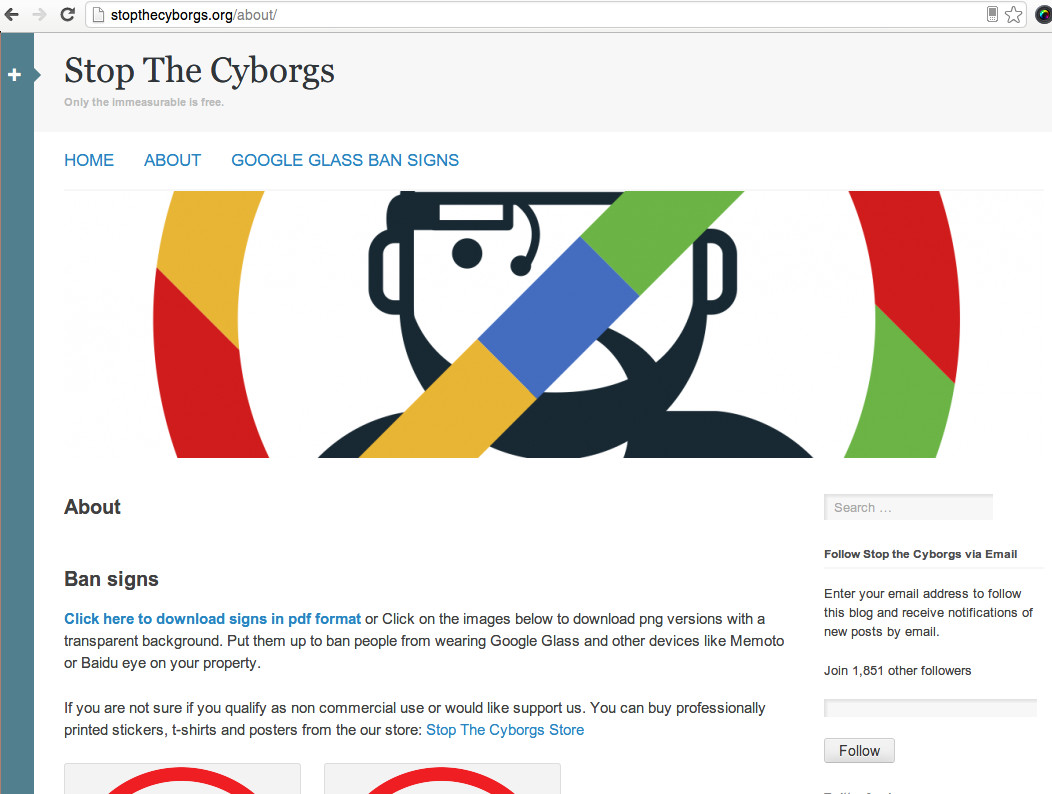 stopthecyborgs.org/about/
Stop The Cyborgs
Only the immeasurable is free.
HOME ABOUT GOOGLE GLASS BAN SIGNS
About
Ban signs
Click here to download signs in pdf format or Click on the images below to download png versions with a
transparent background. Put them up to ban people from wearing Google Glass and other devices like Memoto
or Baidu eye on your property.
If you are not sure if you qualify as non commercial use or would like support us. You can buy professionally
printed stickers, t-shirts and posters from the our store: Stop The Cyborgs Store
Search …
Follow Stop the Cyborgs via Email
Enter your email address to follow
this blog and receive notifications of
new posts by email.
Join 1,851 other followers
Follow